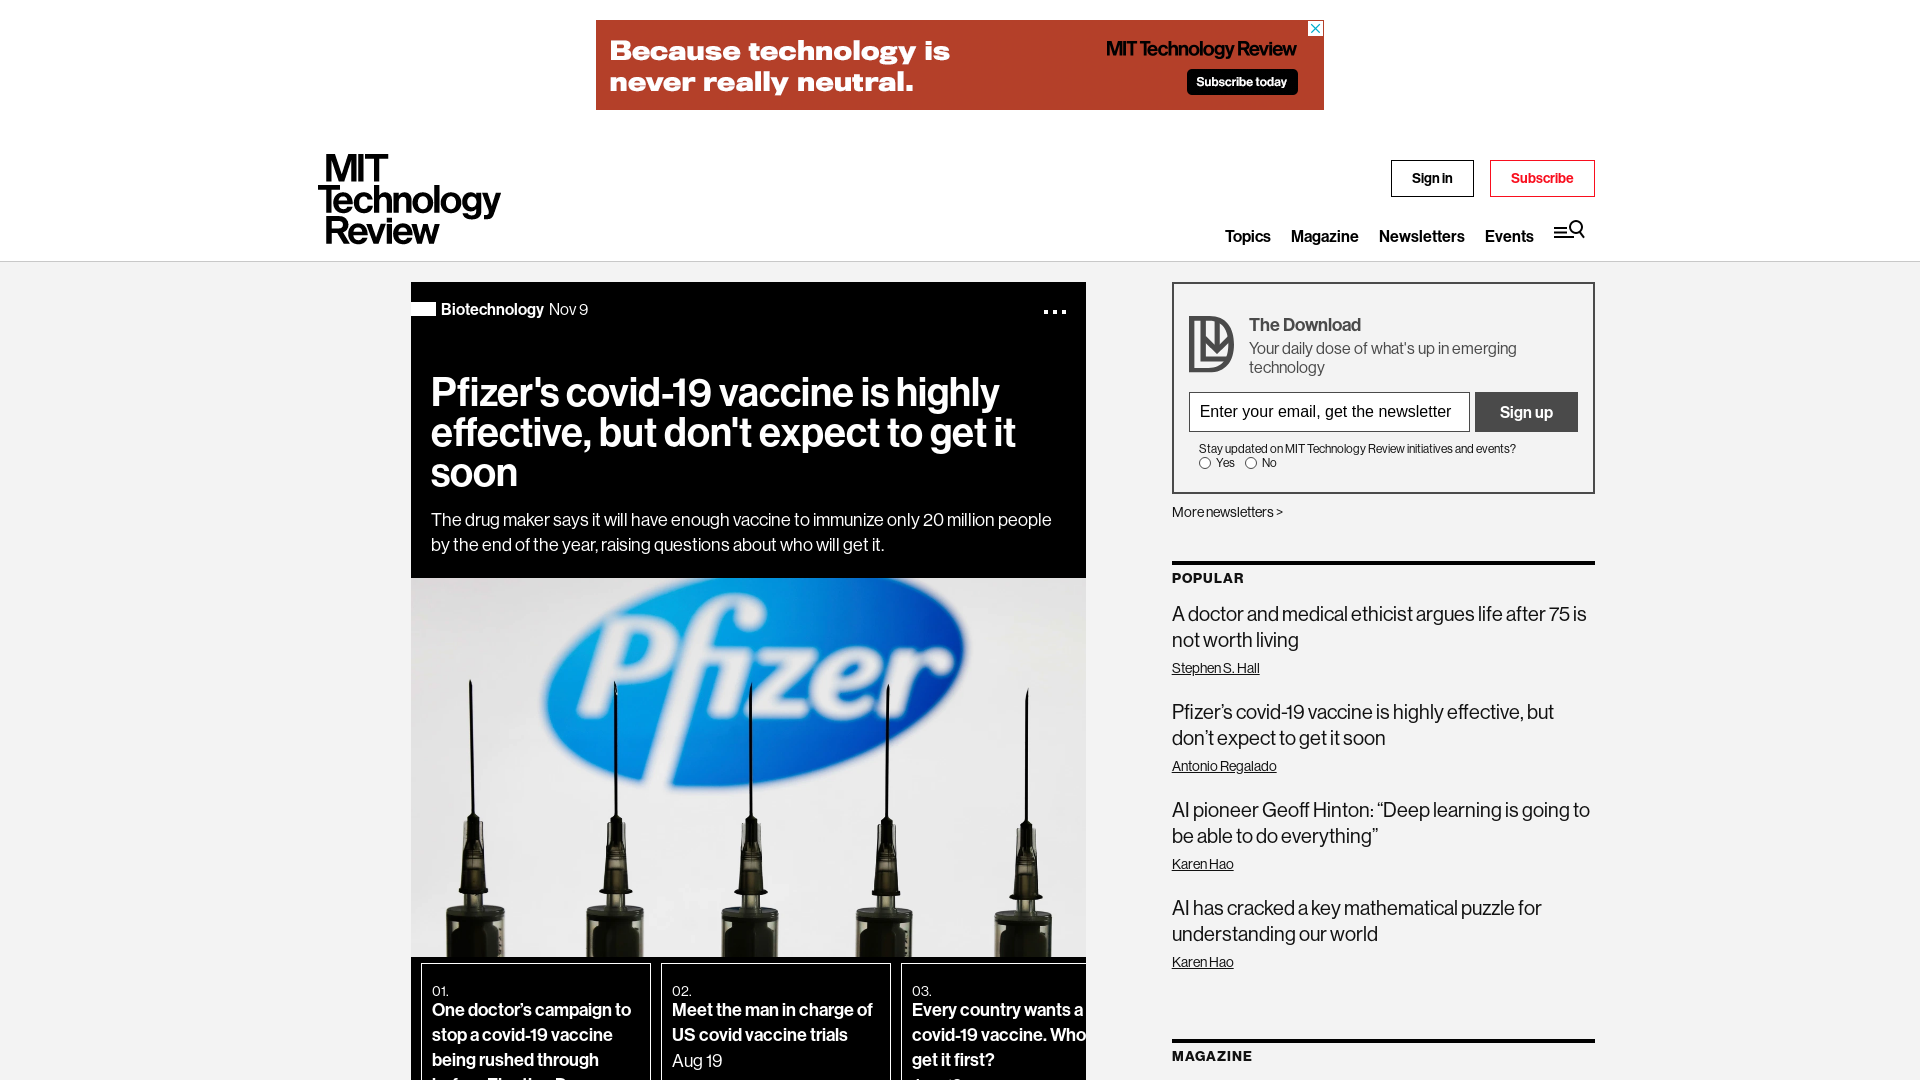 Because technology is
never really neutral.
MIT Technology Review
Subscribe today
MIT
Technology
Review
Sign in
Subscribe
Topics
Magazine
Newsletters
Events
Biotechnology Nov 9
Pfizer's covid-19 vaccine is highly
effective, but don't expect to get it
soon
The drug maker says it will have enough vaccine to immunize only 20 million people
by the end of the year, raising questions about who will get it.
Pfizer
01.
One doctor’s campaign to
stop a covid-19 vaccine
being rushed through
02.
Meet the man in charge of
US covid vaccine trials
Aug 19
03.
Every country wants a
covid-19 vaccine. Who
get it first?
The Download
Your daily dose of what's up in emerging
technology
Enter your email, get the newsletter
Sign up
Stay updated on MIT Technology Review initiatives and events?
Yes No
More newsletters >
POPULAR
A doctor and medical ethicist argues life after 75 is
not worth living
Stephen S. Hall
Pfizer’s covid-19 vaccine is highly effective, but
don’t expect to get it soon
Antonio Regalado
AI pioneer Geoff Hinton: “Deep learning is going to
be able to do everything”
Karen Hao
AI has cracked a key mathematical puzzle for
understanding our world
Karen Hao
MAGAZINE